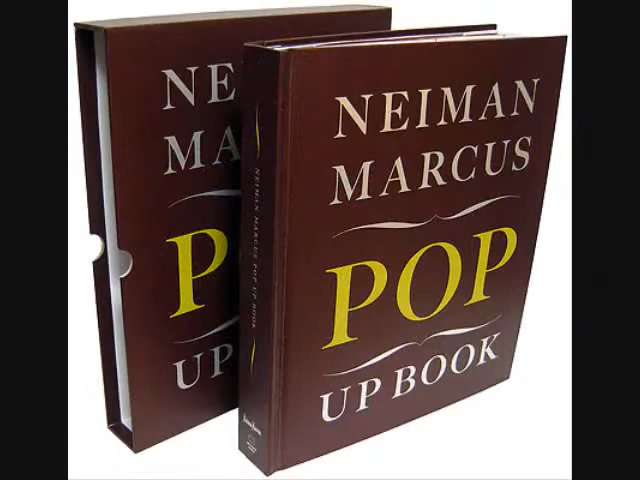 NE
MA
P
UP
NEIMAN
MARCUS
POP
UP BOOK
NEIMAN MARCUS POP UP BOOK